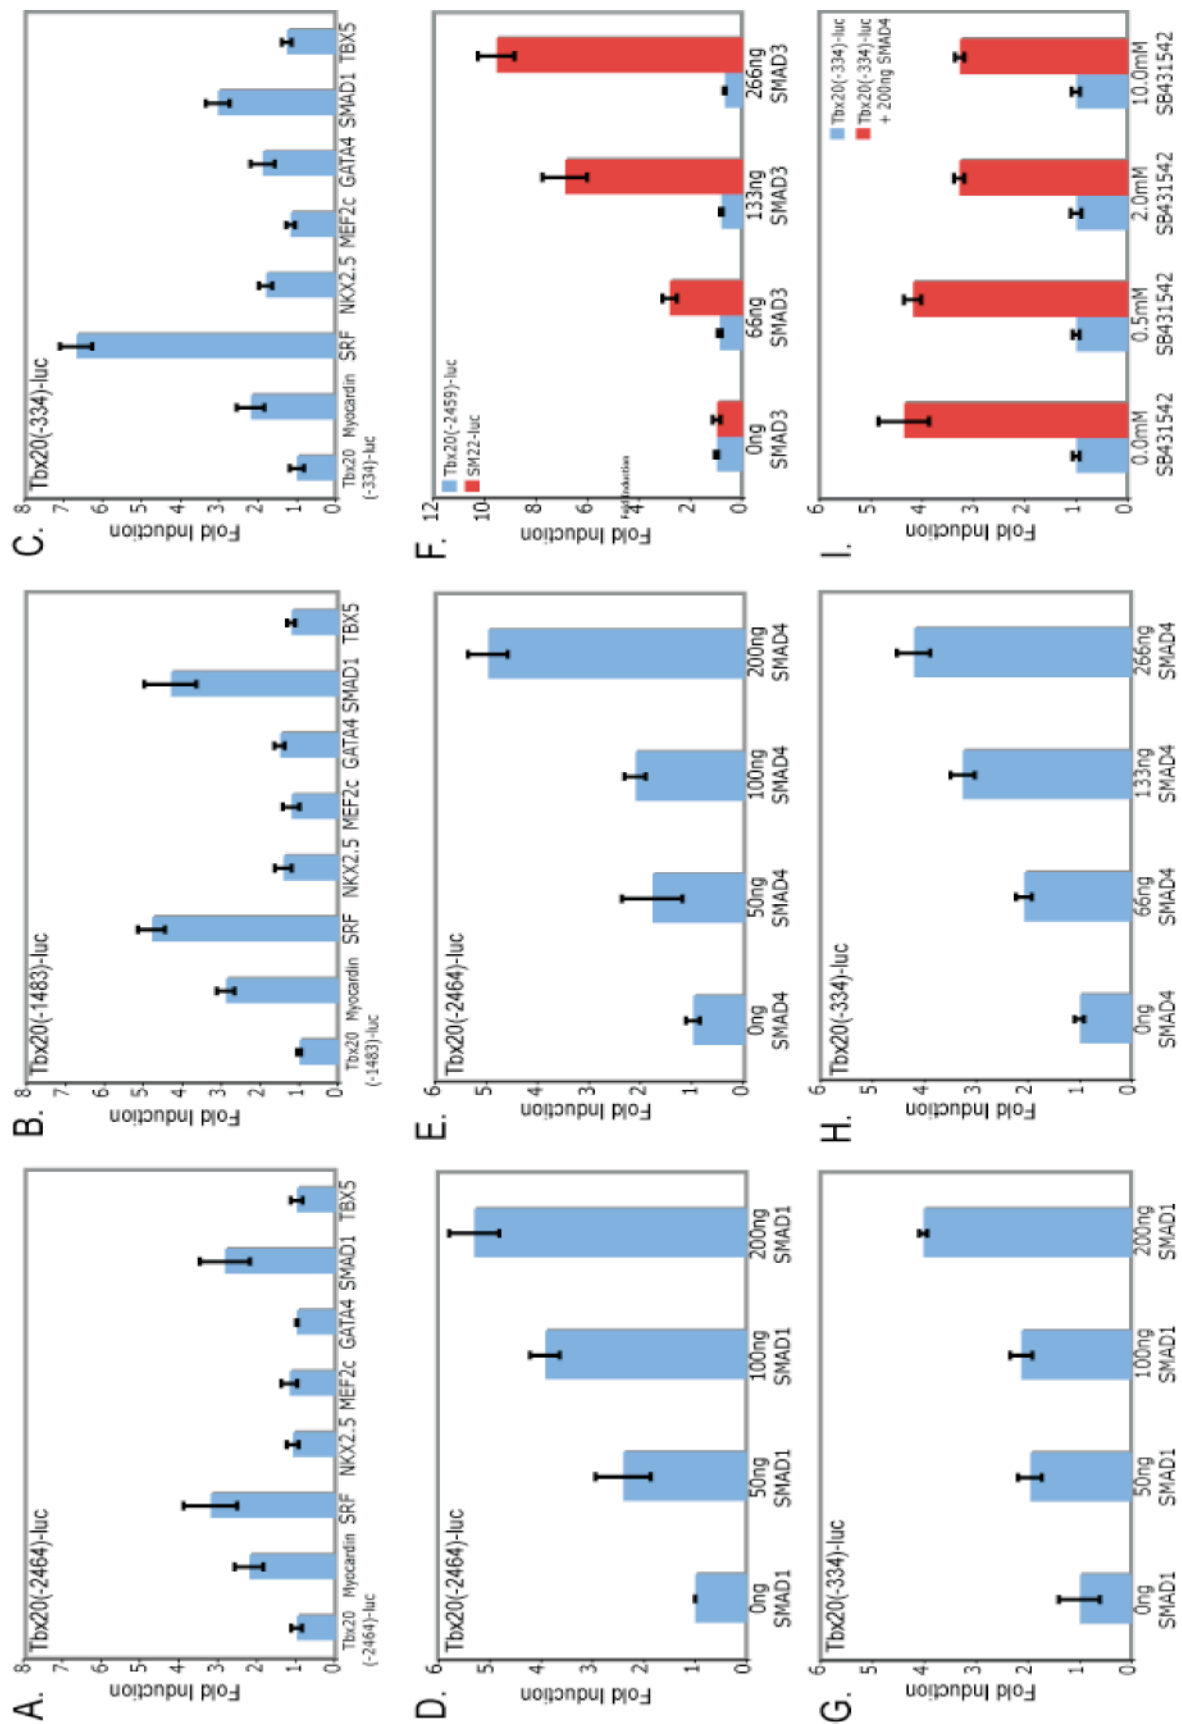 A.
Tbx20(-2464)-luc
8
7
6
5
4
3
2
1
0
Fold Induction
Tbx20 Myocardin SRF NKX2.5 MEF2c GATA4 SMAD1 TBX5
(-2464)-luc
B.
Tbx20(-1483)-luc
8
7
6
5
4
3
2
1
0
Fold Induction
Tbx20 Myocardin SRF NKX2.5 MEF2c GATA4 SMAD1 TBX5
(-1483)-luc
C.
Tbx20(-334)-luc
8
7
6
5
4
3
2
1
0
Fold Induction
Tbx20 Myocardin SRF NKX2.5 MEF2c GATA4 SMAD1 TBX5
(-334)-luc
D.
Tbx20(-2464)-luc
6
5
4
3
2
1
0
Fold Induction
0ng 50ng 100ng 200ng
SMAD1 SMAD1 SMAD1 SMAD1
E.
Tbx20(-2464)-luc
6
5
4
3
2
1
0
Fold Induction
0ng 50ng 100ng 200ng
SMAD4 SMAD4 SMAD4 SMAD4
F.
Tbx20(-2459)-luc
SM22-luc
12
10
8
6
4
2
0
Fold Induction
Fold Induction
0ng 66ng 133ng 266ng
SMAD3 SMAD3 SMAD3 SMAD3
G.
Tbx20(-334)-luc
6
5
4
3
2
1
0
Fold Induction
0ng 50ng 100ng 200ng
SMAD1 SMAD1 SMAD1 SMAD1
H.
Tbx20(-334)-luc
6
5
4
3
2
1
0
Fold Induction
0ng 66ng 133ng 266ng
SMAD4 SMAD4 SMAD4 SMAD4
I.
Tbx20(-334)-luc
Tbx20(-334)-luc
+ 200ng SMAD4
6
5
4
3
2
1
0
Fold Induction
0.0mM 0.5mM 2.0mM 10.0mM
SB431542 SB431542 SB431542 SB431542